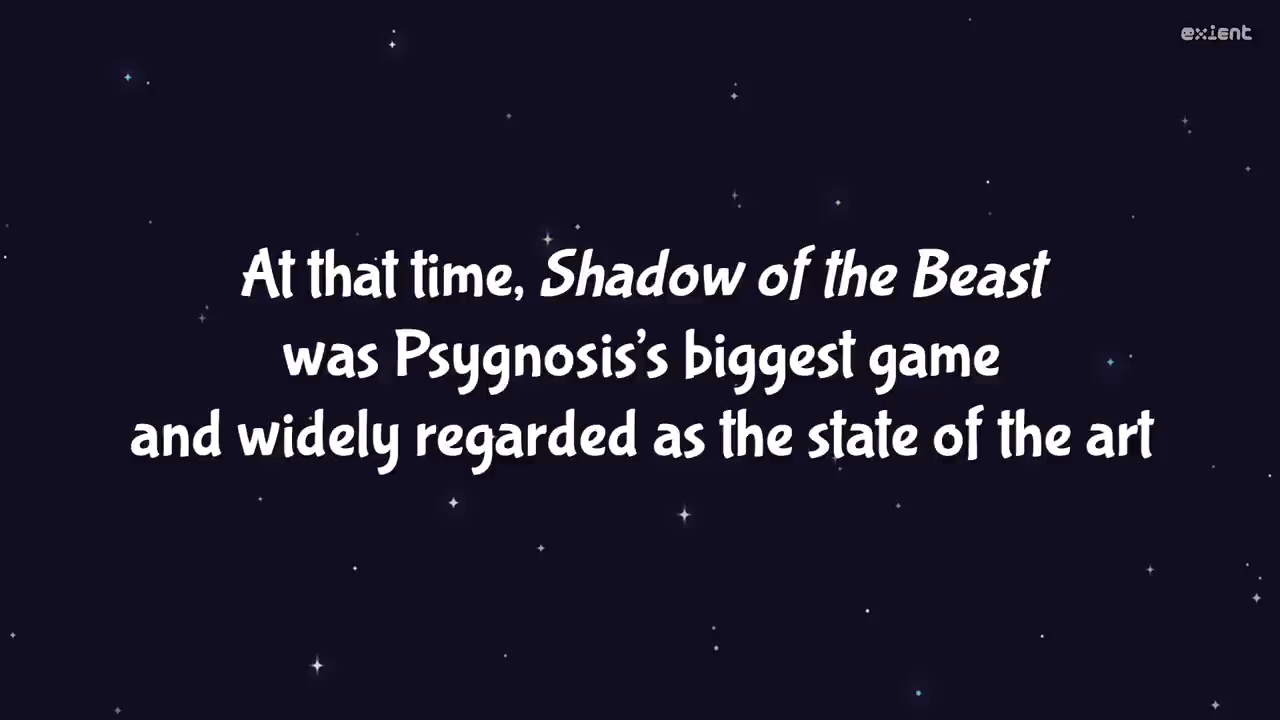 exient
At that time, Shadow of the Beast
was Psygnosis’s biggest game
and widely regarded as the state of the art